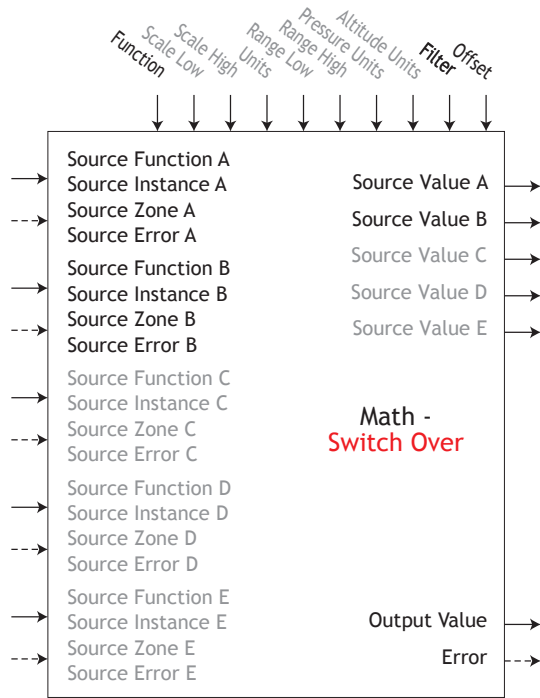 Function
Scale Low
Scale High
Units
Range Low
Range High
Pressure Units
Altitude Units
Filter
Offset
Source Function A
Source Instance A
Source Zone A
Source Error A
Source Function B
Source Instance B
Source Zone B
Source Error B
Source Function C
Source Instance C
Source Zone C
Source Error C
Source Function D
Source Instance D
Source Zone D
Source Error D
Source Function E
Source Instance E
Source Zone E
Source Error E
Source Value A
Source Value B
Source Value C
Source Value D
Source Value E
Math -
Switch Over
Output Value
Error